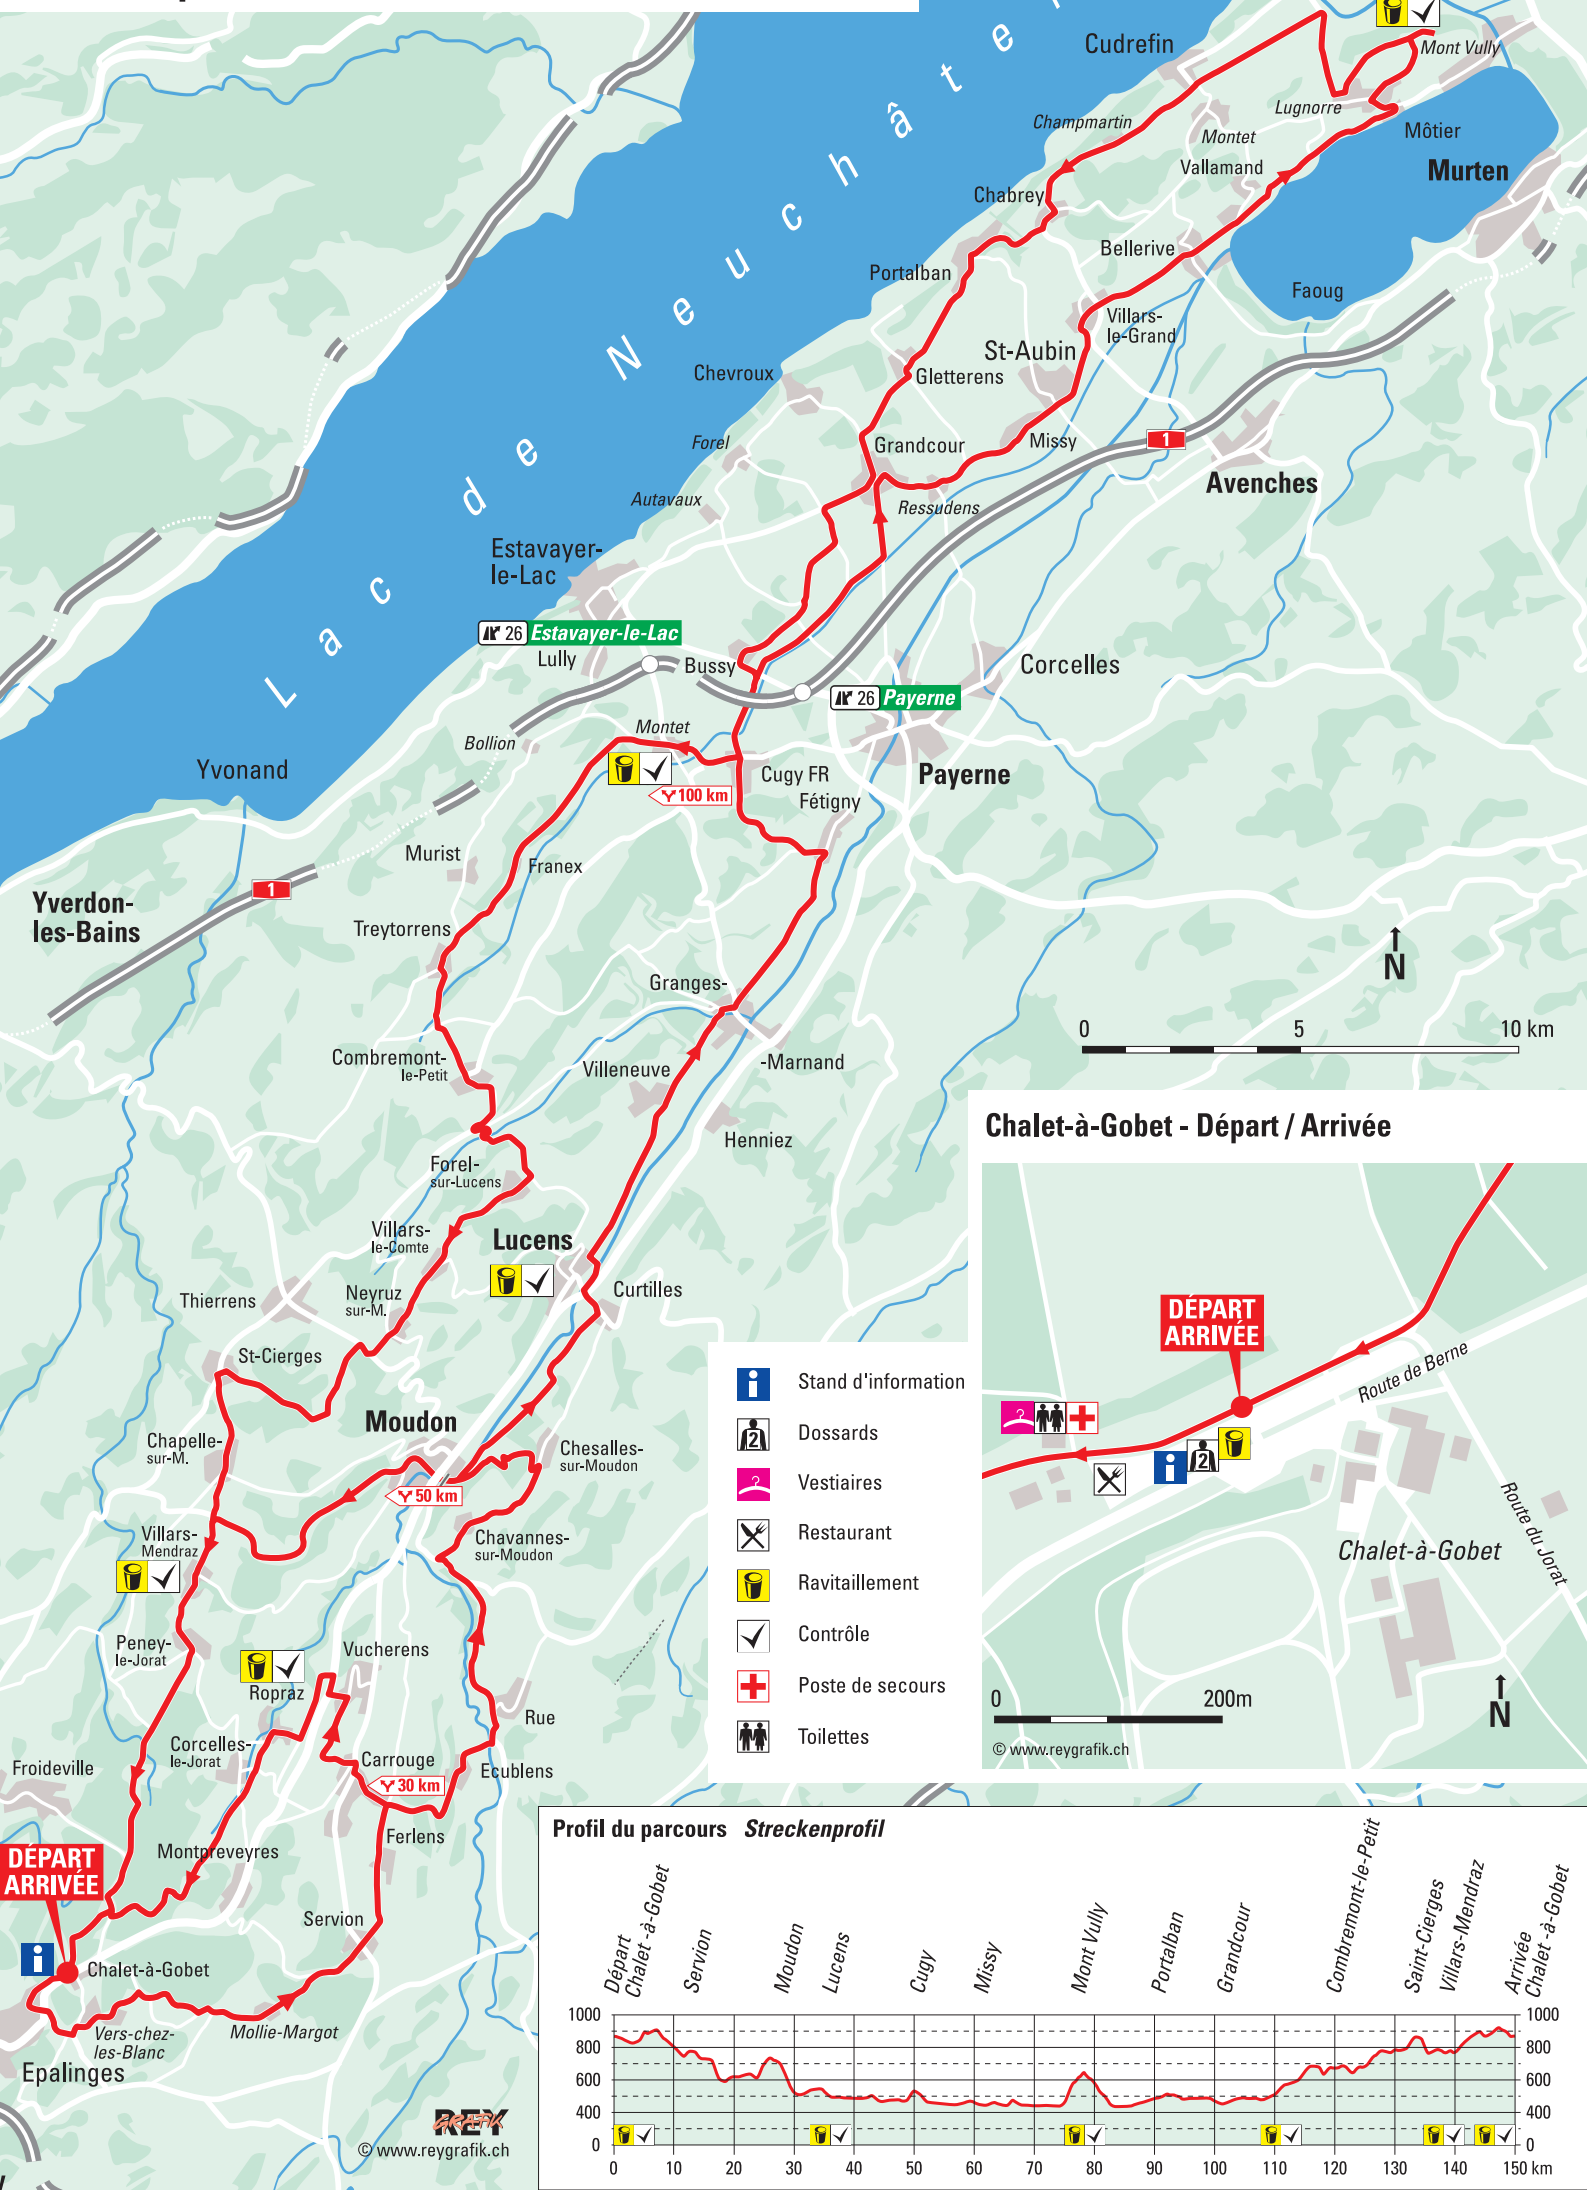 Lac de Neuchâte
Cudrefin
Mont Vully
Lugnorre
Champmartin
Montet
Môtier
Vallamand
Murten
Chabrey
Bellerive
Portalban
Faoug
Villars-
le-Grand
St-Aubin
Chevroux
Gletterens
Forel
Grandcour
Missy
1
Avenches
Autavaux
Ressudens
Estavayer-
le-Lac
26 Estavayer-le-Lac
Lully
Bussy
Corcelles
26 Payerne
Montet
Bollion
Yvonand
Cugy FR
Payerne
100 km
Fétigny
Murist
Franex
1
Yverdon-
les-Bains
Treytorrens
N
Granges-
0 5 10 km
Combremont-
le-Petit
Villeneuve
-Marnand
Henniez
Forel-
sur-Lucens
Villars-
le-Comte
Lucens
Thierrens
Neyruz
sur-M.
Curtilles
St-Cierges
Moudon
Chapelle-
sur-M.
Chesalles-
sur-Moudon
50 km
Villars-
Mendraz
Chavannes-
sur-Moudon
Peney-
le-Jorat
Vucherens
Ropraz
Rue
Corcelles-
le-Jorat
Carrouge
Froideville
Ecublens
30 km
Ferlens
Montpreveyres
DÉPART
ARRIVÉE
Servion
i
Chalet-à-Gobet
Vers-chez-
les-Blanc
Mollie-Margot
Epalinges
REY
GRAFIK
© www.reygrafik.ch
Chalet-à-Gobet - Départ / Arrivée
DÉPART
ARRIVÉE
Route de Berne
i
2
Route du Jorat
Chalet-à-Gobet
0 200m
N
© www.reygrafik.ch
i Stand d'information
2 Dossards
Vestiaires
Restaurant
Ravitaillement
Contrôle
Poste de secours
Toilettes
Profil du parcours Streckenprofil
Départ
Chalet -à-Gobet
Servion
Moudon
Lucens
Cugy
Missy
Mont Vully
Portalban
Grandcour
Combremont-le-Petit
Saint-Cierges
Villars-Mendraz
Arrivée
Chalet -à-Gobet
1000 1000
800 800
600 600
400 400
0 0
0 10 20 30 40 50 60 70 80 90 100 110 120 130 140 150 km